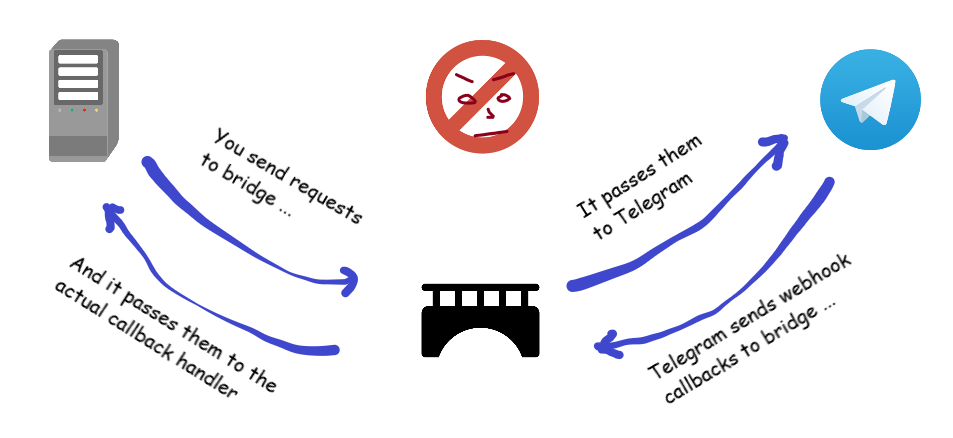 You send requests
to bridge ...
It passes them
to Telegram
And it passes them to the
actual callback handler
Telegram sends webhook
callbacks to bridge ...